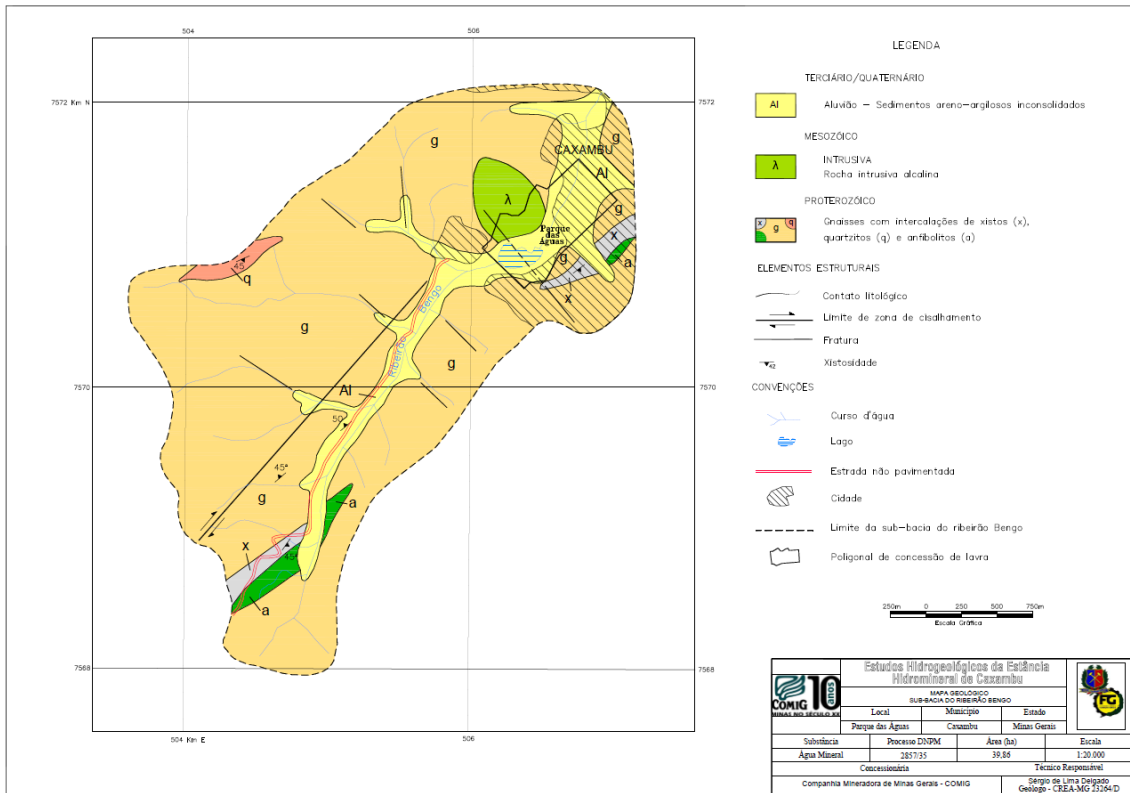 504
506
7572 Km N
7572
g
g
CAXAMBU
Al
λ
g
Parque
das
Águas
x
g
a
45
q
x
Ribeirão Bengo
g
g
7570
7570
Al
50
45°
g
a
x
45°
a
7568
7568
504 Km E
506
LEGENDA
TERCIÁRIO/QUATERNÁRIO
Al
Aluvião – Sedimentos areno-argilosos inconsolidados
MESOZÓICO
λ
INTRUSIVA
Rocha intrusiva alcalina
PROTEROZÓICO
x g q
Gnaisses com intercalações de xistos (x),
quartzitos (q) e anfibolitos (a)
ELEMENTOS ESTRUTURAIS
Contato litológico
Limite de zona de cisalhamento
Fratura
42
Xistosidade
CONVENÇÕES
Curso d'água
Lago
Estrada não pavimentada
Cidade
Limite da sub-bacia do ribeirão Bengo
Poligonal de concessão de lavra
250m 0 250 500 750m
Escala Gráfica
COMIG 10 anos
MINAS NO SÉCULO XX
Estudos Hidrogeológicos da Estância
Hidromineral de Caxambu
MAPA GEOLÓGICO
SUB-BACIA DO RIBEIRÃO BENGO
Local Município Estado
Parque das Águas Caxambu Minas Gerais
FG
Substância Processo DNPM Área (ha) Escala
Água Mineral 2857/35 39,86 1:20.000
Concessionária Técnico Responsável
Companhia Mineradora de Minas Gerais - COMIG
Sérgio de Lima Delgado
Geólogo - CREA-MG 23264/D